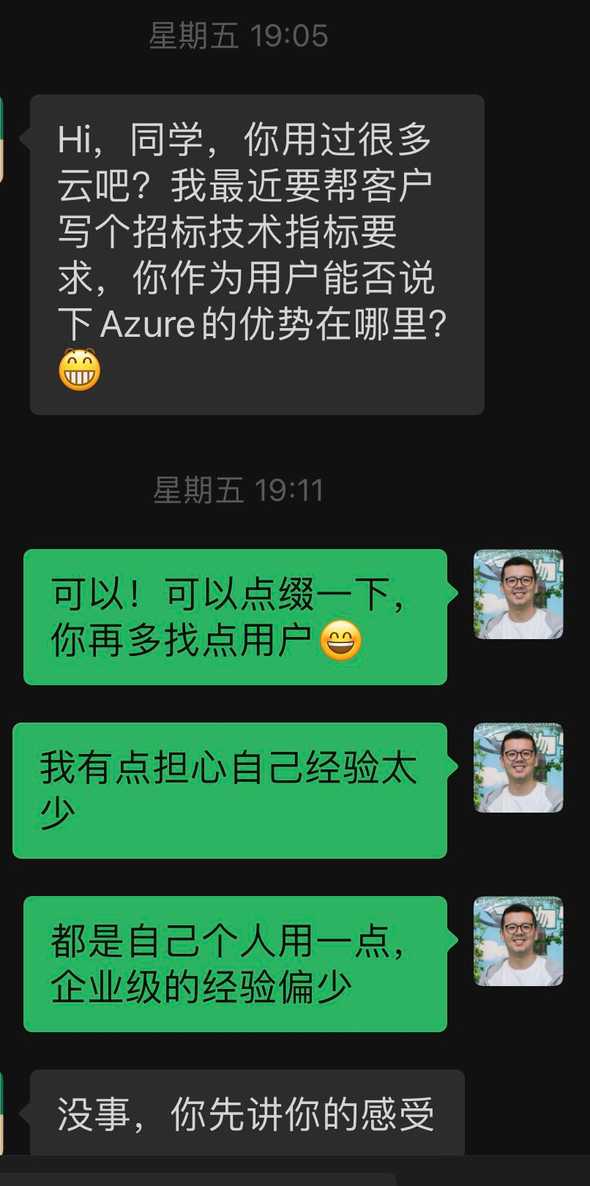 星期五 19:05
Hi，同学，你用过很多
云吧？我最近要帮客户
写个招标技术指标要
求，你作为用户能否说
下 Azure 的优势在哪里？
😁
星期五 19:11
可以！可以点缀一下，
你再多找点用户😄
我有点担心自己经验太
少
都是自己个人用一点，
企业级的经验偏少
没事，你先讲你的感受